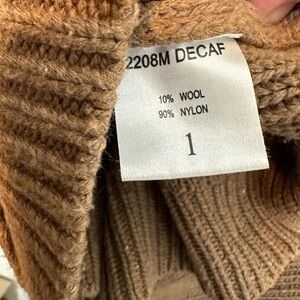 2208M DECAF
10% WOOL
90% NYLON
1